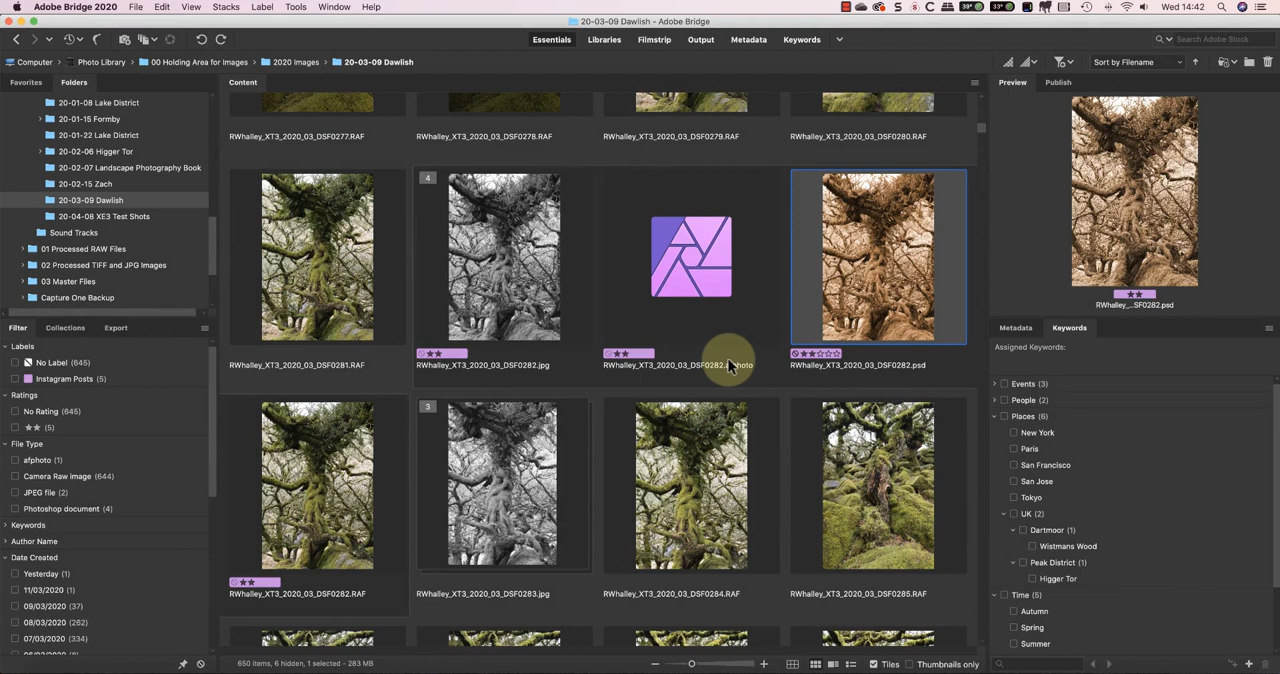 Adobe Bridge 2020 File Edit View Stacks Label Tools Window Help 39° 33° Wed 14:42
20-03-09 Dawlish - Adobe Bridge
Essentials Libraries Filmstrip Output Metadata Keywords Search Adobe Stock
Computer Photo Library 00 Holding Area for Images 2020 Images 20-03-09 Dawlish Sort by Filename
Favorites Folders
20-01-08 Lake District
20-01-15 Formby
20-01-22 Lake District
20-02-06 Higger Tor
20-02-07 Landscape Photography Book
20-02-15 Zach
20-03-09 Dawlish
20-04-08 XE3 Test Shots
Sound Tracks
01 Processed RAW Files
02 Processed TIFF and JPG Images
03 Master Files
Capture One Backup
Filter Collections Export
Labels
No Label (645)
Instagram Posts (5)
Ratings
No Rating (645)
★★ (5)
File Type
afphoto (1)
Camera Raw image (644)
JPEG file (2)
Photoshop document (4)
Keywords
Author Name
Date Created
Yesterday (1)
11/03/2020 (1)
09/03/2020 (37)
08/03/2020 (262)
07/03/2020 (334)
Content
RWhalley_XT3_2020_03_DSF0277.RAF RWhalley_XT3_2020_03_DSF0278.RAF RWhalley_XT3_2020_03_DSF0279.RAF RWhalley_XT3_2020_03_DSF0280.RAF
4
RWhalley_XT3_2020_03_DSF0281.RAF RWhalley_XT3_2020_03_DSF0282.jpg RWhalley_XT3_2020_03_DSF0282.afphoto RWhalley_XT3_2020_03_DSF0282.psd
3
RWhalley_XT3_2020_03_DSF0282.RAF RWhalley_XT3_2020_03_DSF0283.jpg RWhalley_XT3_2020_03_DSF0284.RAF RWhalley_XT3_2020_03_DSF0285.RAF
650 items, 6 hidden, 1 selected - 283 MB
Tiles Thumbnails only
Preview Publish
RWhalley_...SF0282.psd
Metadata Keywords
Assigned Keywords:
Events (3)
People (2)
Places (6)
New York
Paris
San Francisco
San Jose
Tokyo
UK (2)
Dartmoor (1)
Wistmans Wood
Peak District (1)
Higger Tor
Time (5)
Autumn
Spring
Summer